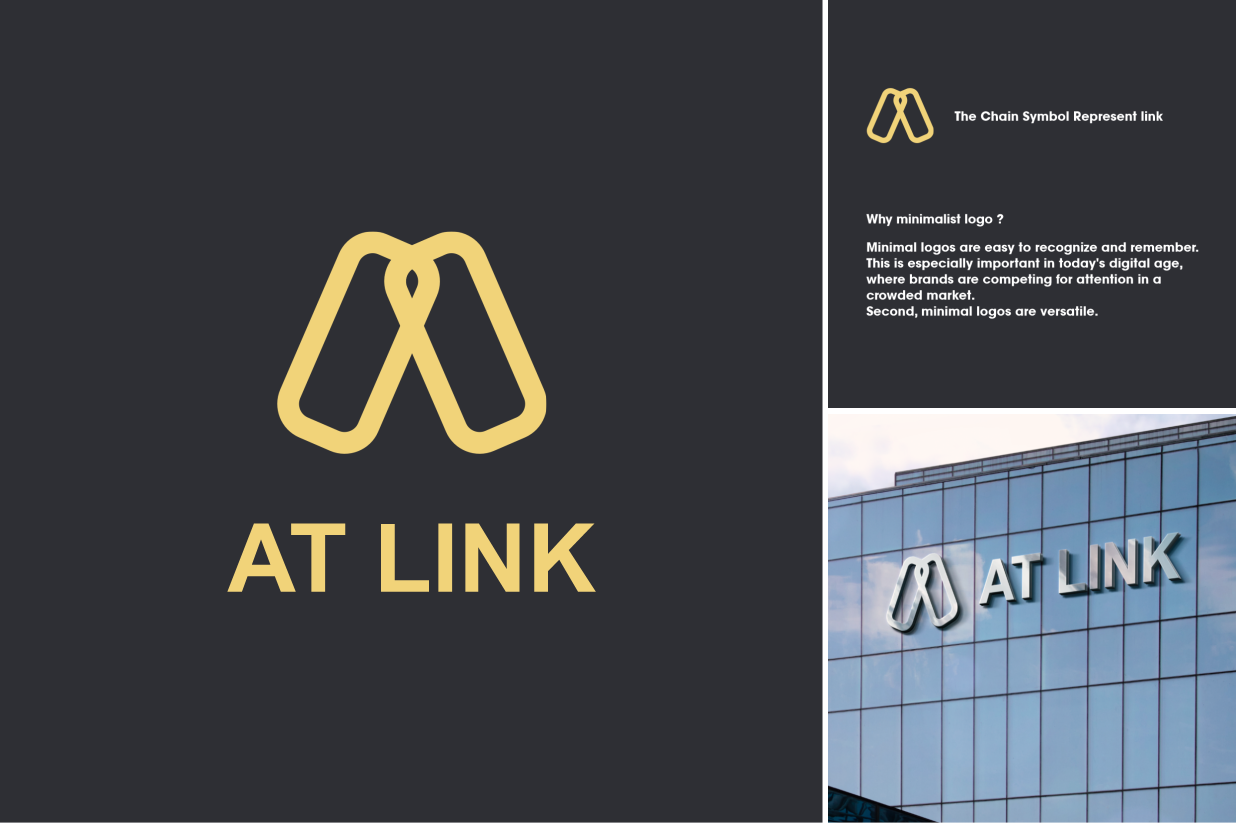 AT LINK
The Chain Symbol Represent link
Why minimalist logo ?
Minimal logos are easy to recognize and remember.
This is especially important in today's digital age,
where brands are competing for attention in a
crowded market.
Second, minimal logos are versatile.
AT LINK